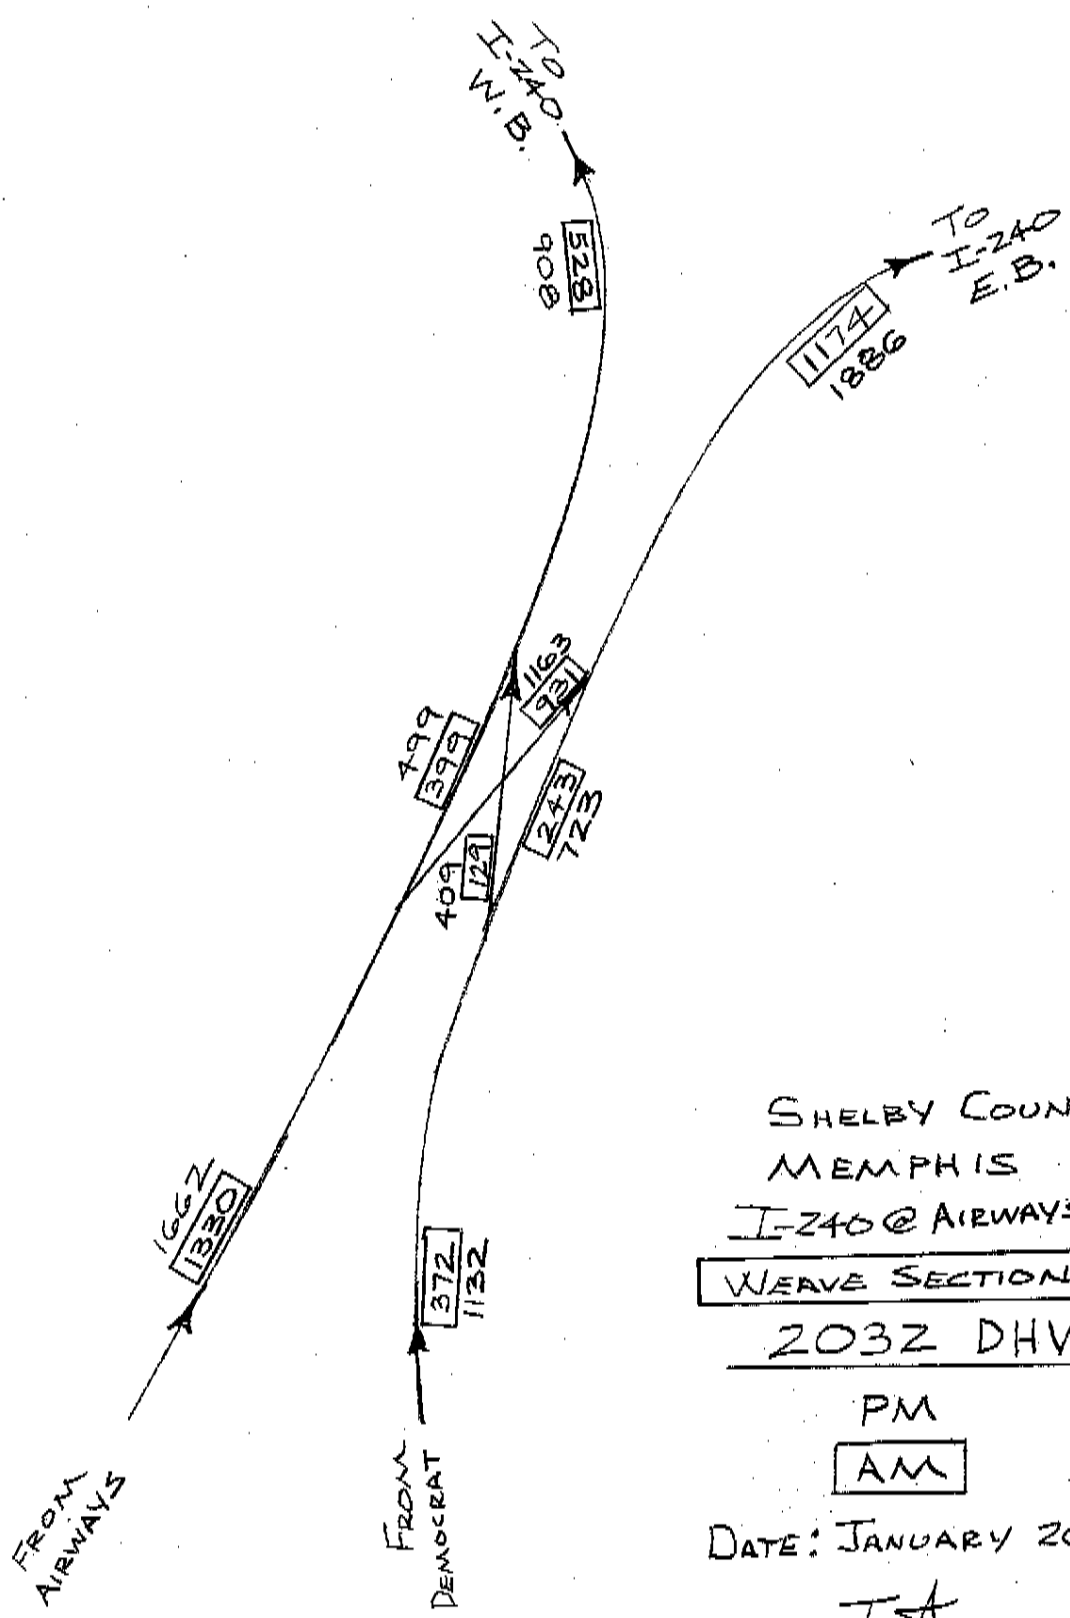 TO
I-240
W.B.
528
908
TO
I-240
E.B.
1174
1886
499
399
1163
931
409
129
243
723
1662
1330
372
1132
FROM
AIRWAYS
FROM
DEMOCRAT
SHELBY COUN
MEMPHIS
I-240 @ AIRWAYS
WEAVE SECTION
2032 DHV
PM
AM
DATE: JANUARY 20